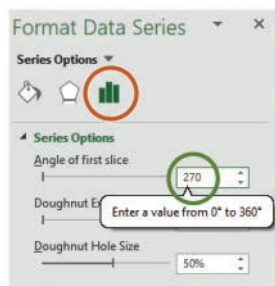 Format Data Series
Series Options
Series Options
Angle of first slice
270
Doughnut Ex
Enter a value from 0° to 360°
Doughnut Hole Size
50%